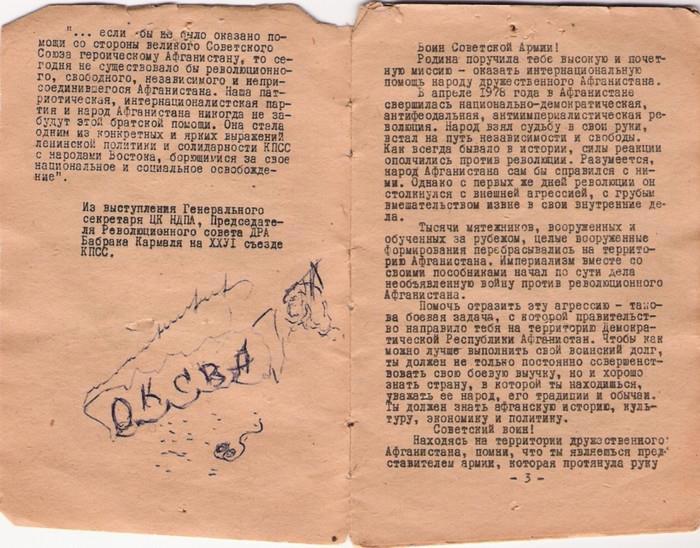 "... если бы не было оказано по-
мощи со стороны великого Советского
Союза героическому Афганистану, то се-
годня не существовало бы революционно-
го, свободного, независимого и непри-
соединившегося Афганистана. Наша пат-
риотическая, интернационалистская пар-
тия и народ Афганистана никогда не за-
будут этой братской помощи. Она стала
одним из конкретных и ярких выражений
ленинской политики и солидарности КПСС
с народами Востока, борющимися за свое
национальное и социальное освобожде-
ние".
Из выступления Генерального
секретаря ЦК НДПА, Председате-
ля Революционного совета ДРА
Бабрака Кармаля на XXVI съезде
КПСС.
ОКСВА
Воин Советской Армии!
Родина поручила тебе высокую и почет-
ную миссию - оказать интернациональную
помощь народу дружественного Афганистана.
В апреле 1978 года в Афганистане
свершилась национально-демократическая,
антифеодальная, антиимпериалистическая ре-
волюция. Народ взял судьбу в свои руки,
встал на путь независимости и свободы.
Как всегда бывало в истории, силы реакции
ополчились против революции. Разумеется,
народ Афганистана сам бы справился с ни-
ми. Однако с первых же дней революции он
столкнулся с внешней агрессией, с грубым
вмешательством извне в свои внутренние де-
ла.
Тысячи мятежников, вооруженных и
обученных за рубежом, целые вооруженные
формирования перебрасывались на террито-
рию Афганистана. Империализм вместе со
своими пособниками начал по сути дела
необъявленную войну против революционного
Афганистана.
Помочь отразить эту агрессию - тако-
ва боевая задача, с которой правительст-
во направило тебя на территорию Демокра-
тической Республики Афганистан. Чтобы как
можно лучше выполнить свой воинский долг,
ты должен не только постоянно совершенст-
вовать свою боевую выучку, но и хорошо
знать страну, в которой ты находишься,
уважать ее народ, его традиции и обычаи.
Ты должен знать афганскую историю, куль-
туру, экономику и политику.
Советский воин!
Находясь на территории дружественного
Афганистана, помни, что ты являешься пред-
ставителем армии, которая протянула руку
- 3 -